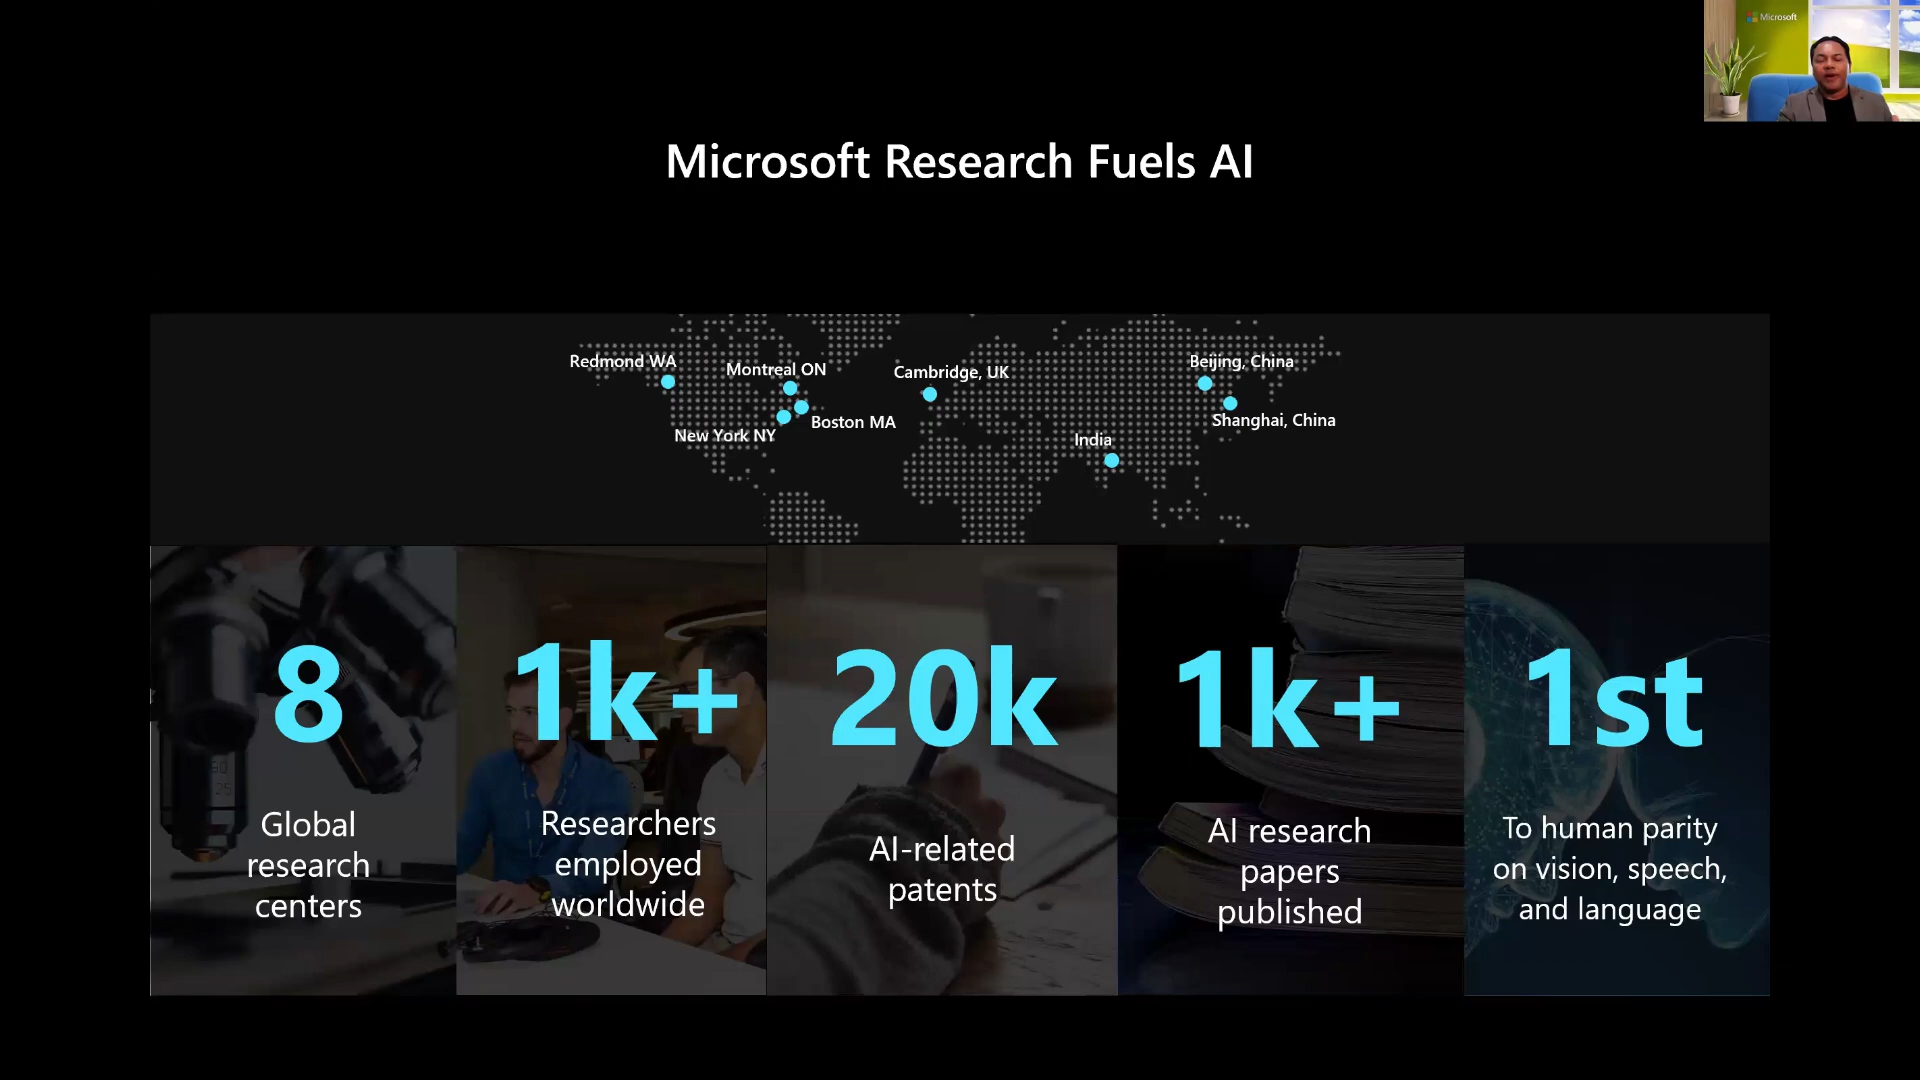 Microsoft
Microsoft Research Fuels AI
Redmond WA
Montreal ON
Cambridge, UK
Beijing, China
Boston MA
Shanghai, China
New York NY
India
8
Global
research
centers
1k+
Researchers
employed
worldwide
20k
AI-related
patents
1k+
AI research
papers
published
1st
To human parity
on vision, speech,
and language